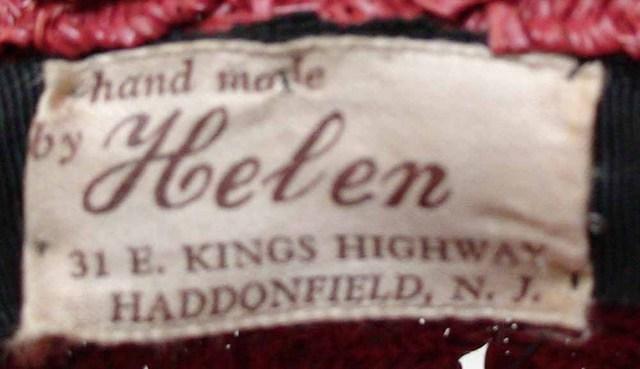 hand made
by Helen
31 E. KINGS HIGHWAY
HADDONFIELD, N. J.